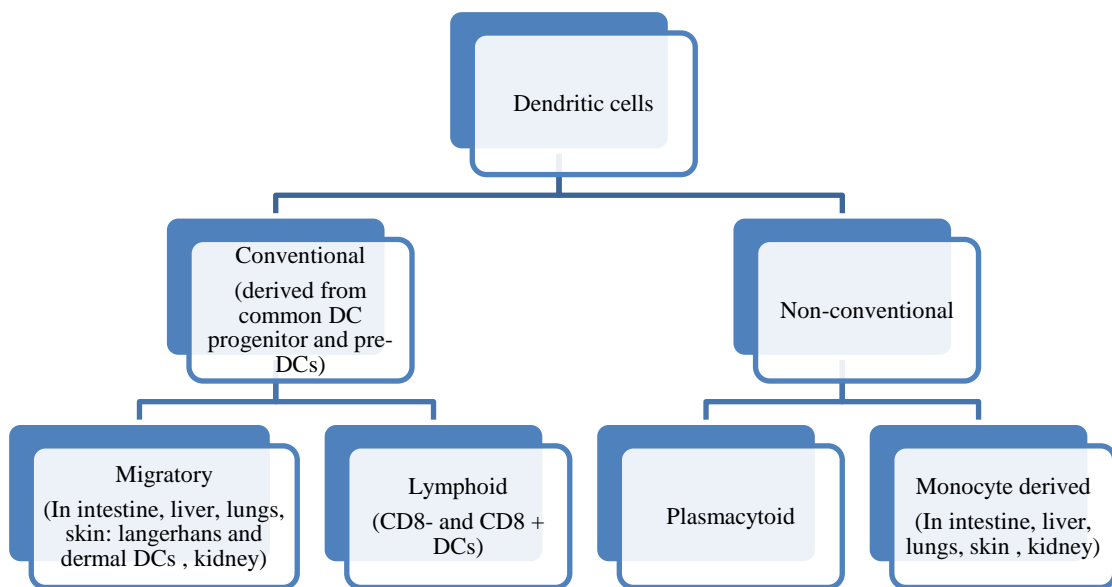 Dendritic cells
Conventional
(derived from
common DC
progenitor and pre-
DCs)
Non-conventional
Migratory
(In intestine, liver, lungs,
skin: langerhans and
dermal DCs , kidney)
Lymphoid
(CD8- and CD8 +
DCs)
Plasmacytoid
Monocyte derived
(In intestine, liver,
lungs, skin , kidney)